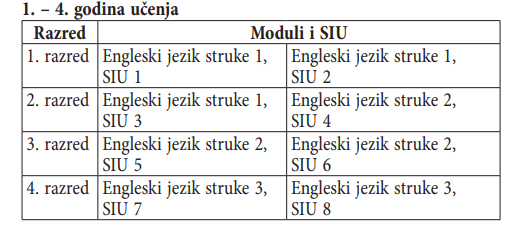 1. – 4. godina učenja
Razred Moduli i SIU
1. razred Engleski jezik struke 1, Engleski jezik struke 1,
SIU 1 SIU 2
2. razred Engleski jezik struke 1, Engleski jezik struke 2,
SIU 3 SIU 4
3. razred Engleski jezik struke 2, Engleski jezik struke 2,
SIU 5 SIU 6
4. razred Engleski jezik struke 3, Engleski jezik struke 3,
SIU 7 SIU 8